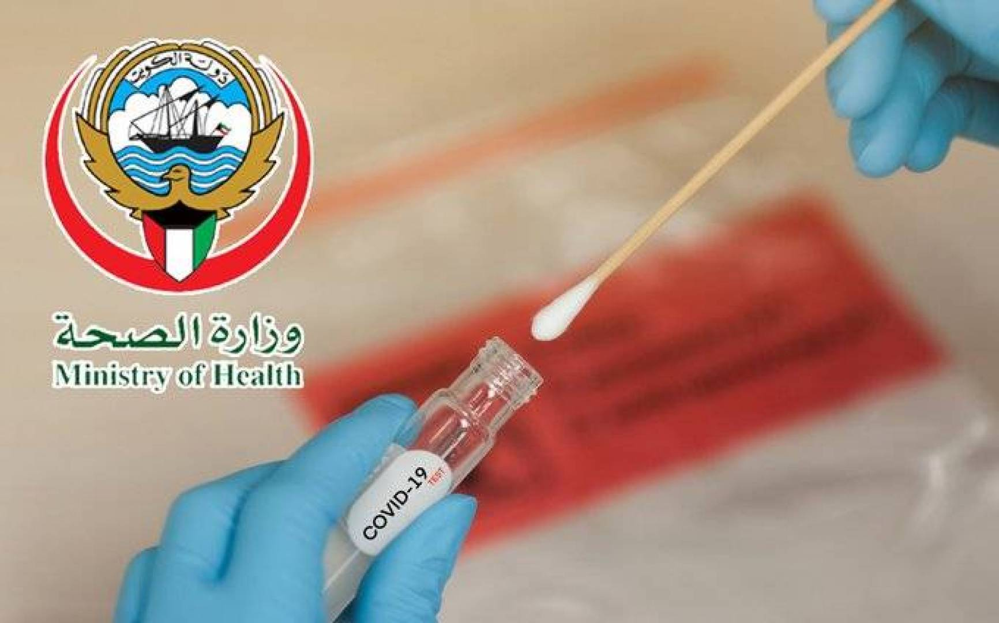 دولة الكويت
وزارة الصحة
Ministry of Health
COVID-19
TEST